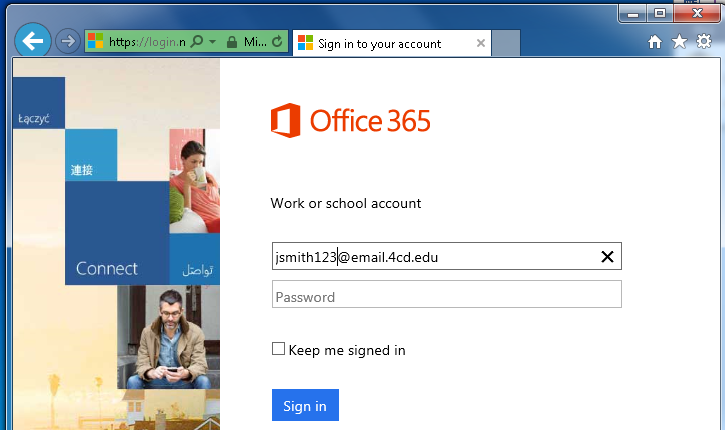 https://login.n
Mi...
Sign in to your account
Łączyć
連接
Connect
تواصَل
Office 365
Work or school account
jsmith123@email.4cd.edu
Password
Keep me signed in
Sign in